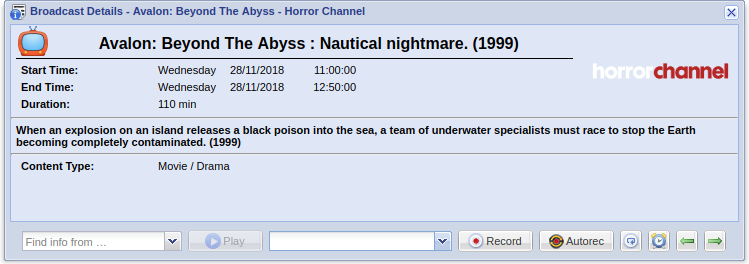 Broadcast Details - Avalon: Beyond The Abyss - Horror Channel
Avalon: Beyond The Abyss : Nautical nightmare. (1999)
horrorchannel
Start Time: Wednesday 28/11/2018 11:00:00
End Time: Wednesday 28/11/2018 12:50:00
Duration: 110 min
When an explosion on an island releases a black poison into the sea, a team of underwater specialists must race to stop the Earth
becoming completely contaminated. (1999)
Content Type: Movie / Drama
Find info from … Play Record Autorec